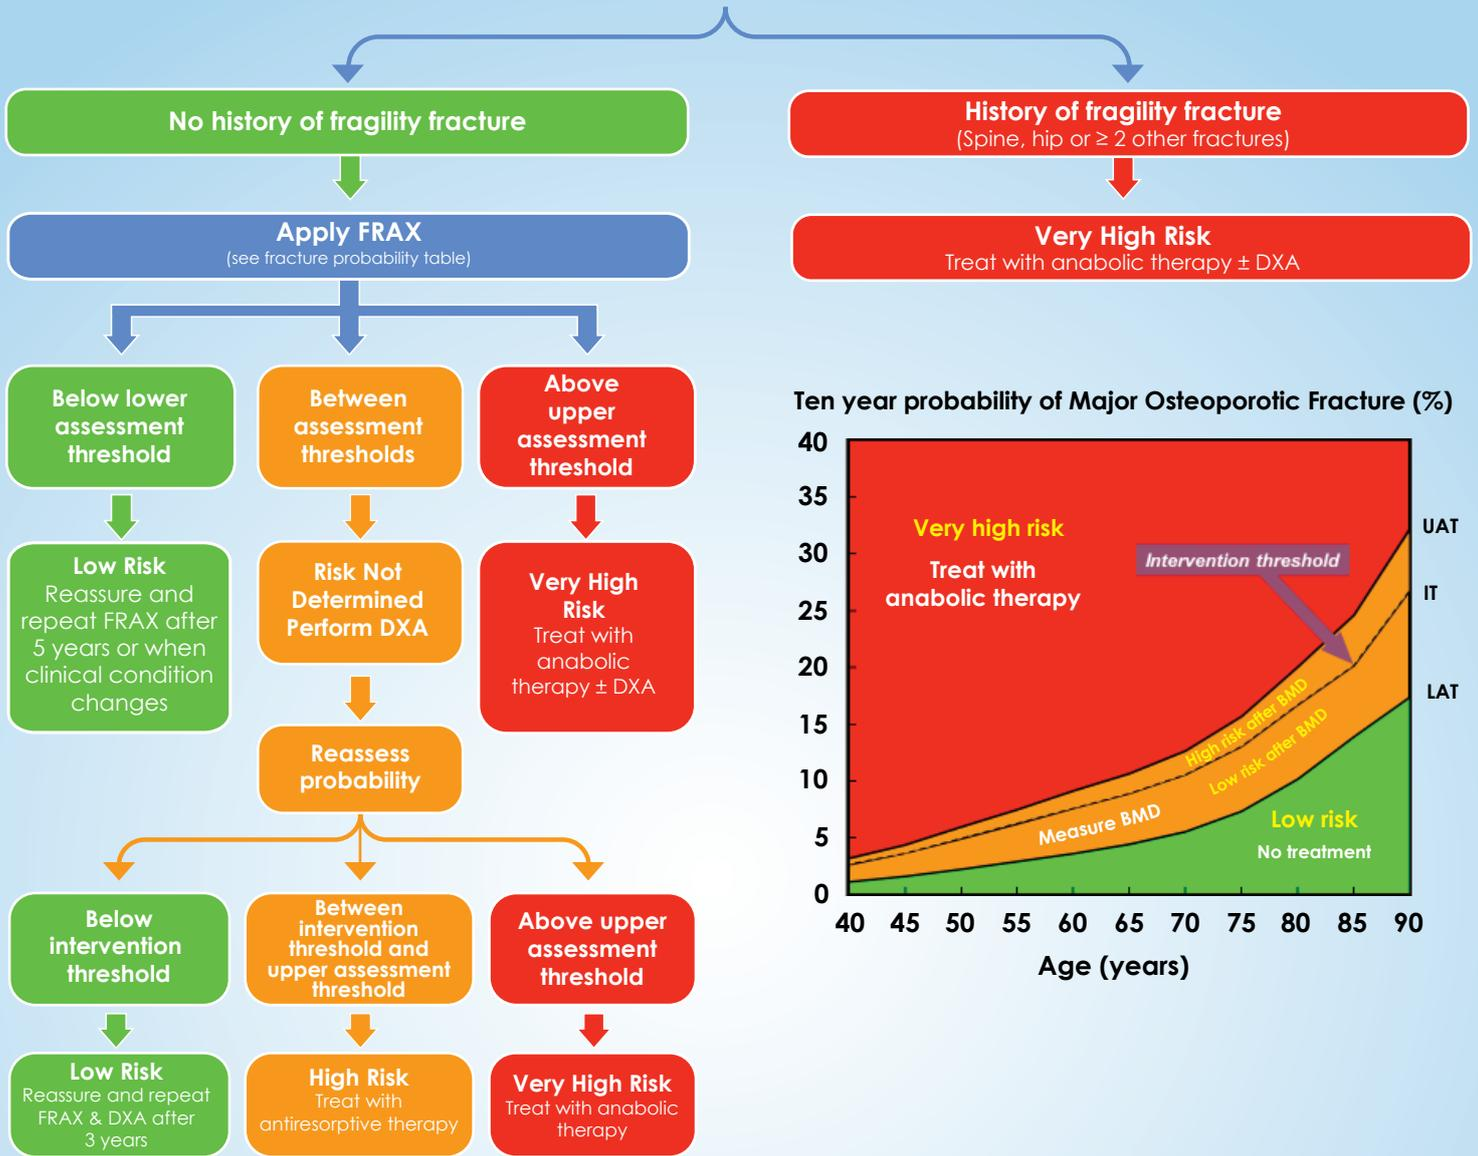 No history of fragility fracture
History of fragility fracture
(Spine, hip or ≥ 2 other fractures)
Apply FRAX
(see fracture probability table)
Very High Risk
Treat with anabolic therapy ± DXA
Below lower
assessment
threshold
Between
assessment
thresholds
Above
upper
assessment
threshold
Low Risk
Reassure and
repeat FRAX after
5 years or when
clinical condition
changes
Risk Not
Determined
Perform DXA
Very High
Risk
Treat with
anabolic
therapy ± DXA
Reassess
probability
Below
intervention
threshold
Between
intervention
threshold and
upper assessment
threshold
Above upper
assessment
threshold
Low Risk
Reassure and repeat
FRAX & DXA after
3 years
High Risk
Treat with
antiresorptive therapy
Very High Risk
Treat with anabolic
therapy
Ten year probability of Major Osteoporotic Fracture (%)
40
35
30
25
20
15
10
5
0
Very high risk
Treat with
anabolic therapy
Intervention threshold
UAT
IT
LAT
High risk after BMD
Low risk after BMD
Measure BMD
Low risk
No treatment
40 45 50 55 60 65 70 75 80 85 90
Age (years)